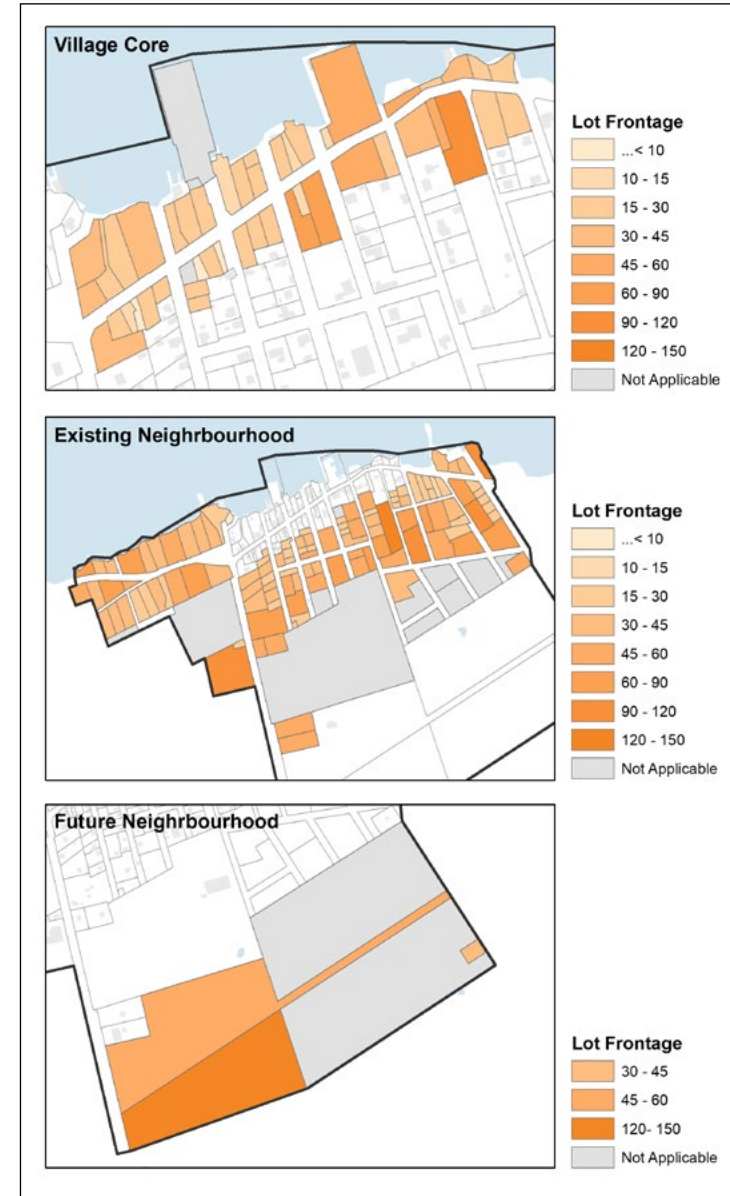 Village Core
Lot Frontage
...< 10
10 - 15
15 - 30
30 - 45
45 - 60
60 - 90
90 - 120
120 - 150
Not Applicable
Existing Neighrbourhood
Lot Frontage
...< 10
10 - 15
15 - 30
30 - 45
45 - 60
60 - 90
90 - 120
120 - 150
Not Applicable
Future Neighrbourhood
Lot Frontage
30 - 45
45 - 60
120- 150
Not Applicable